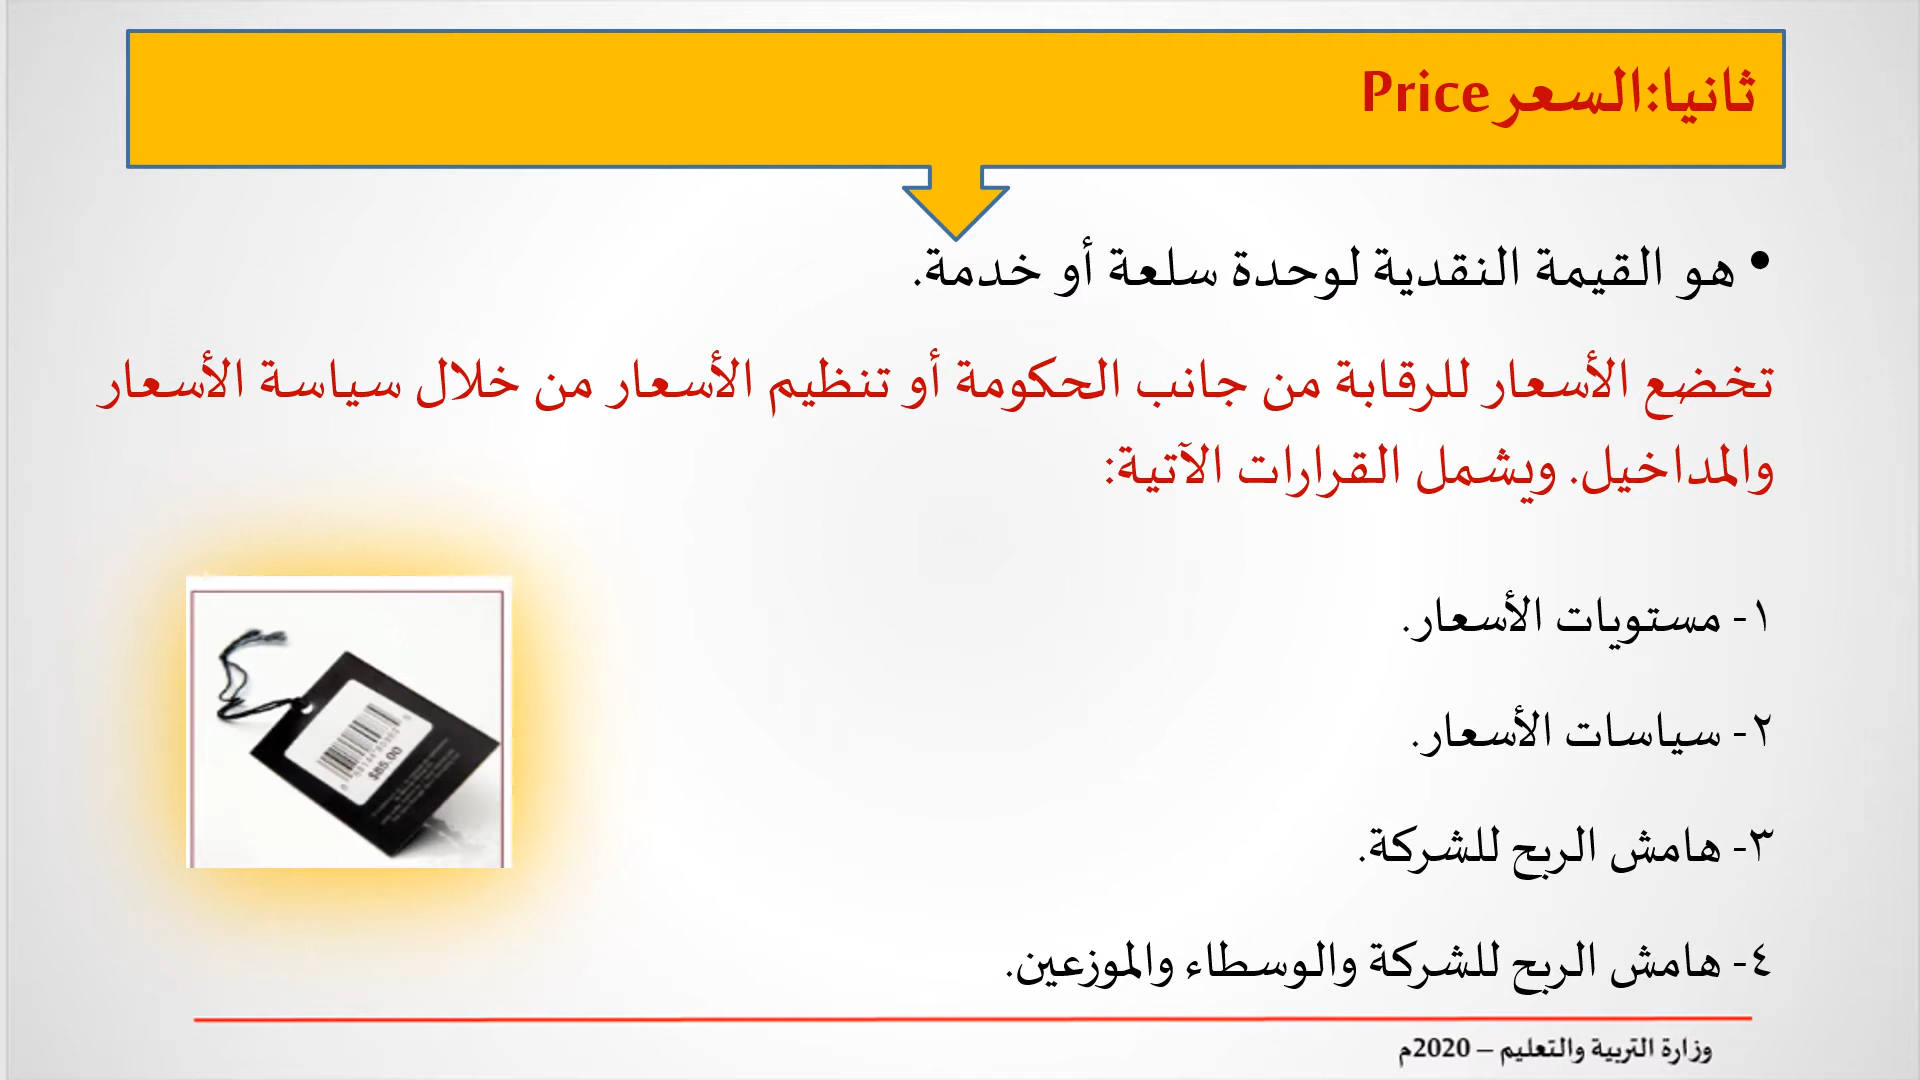 ثانيا:السعر Price
• هو القيمة النقدية لوحدة سلعة أو خدمة.
تخضع الأسعار للرقابة من جانب الحكومة أو تنظيم الأسعار من خلال سياسة الأسعار
والمداخيل. ويشمل القرارات الآتية:
١- مستويات الأسعار.
٢- سياسات الأسعار.
٣- هامش الربح للشركة.
٤- هامش الربح للشركة والوسطاء والموزعين.
$85.00
وزارة التربية والتعليم – 2020م